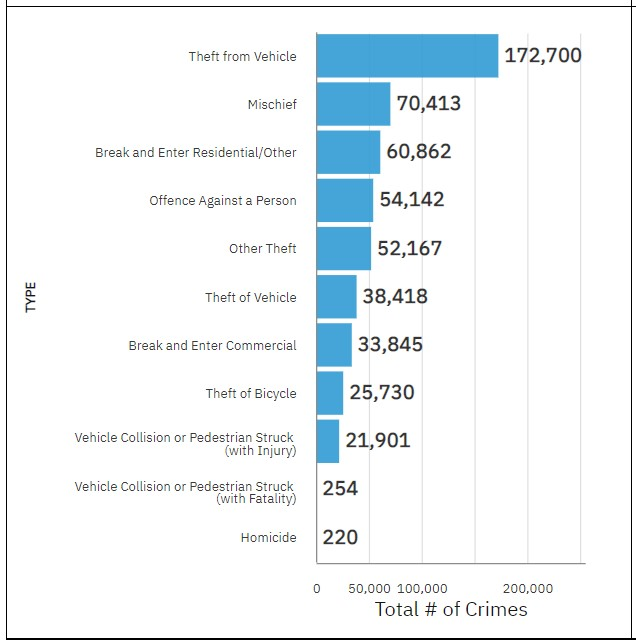 Theft from Vehicle 172,700
Mischief 70,413
Break and Enter Residential/Other 60,862
Offence Against a Person 54,142
Other Theft 52,167
TYPE
Theft of Vehicle 38,418
Break and Enter Commercial 33,845
Theft of Bicycle 25,730
Vehicle Collision or Pedestrian Struck
(with Injury) 21,901
Vehicle Collision or Pedestrian Struck
(with Fatality) 254
Homicide 220
0 50,000 100,000 200,000
Total # of Crimes